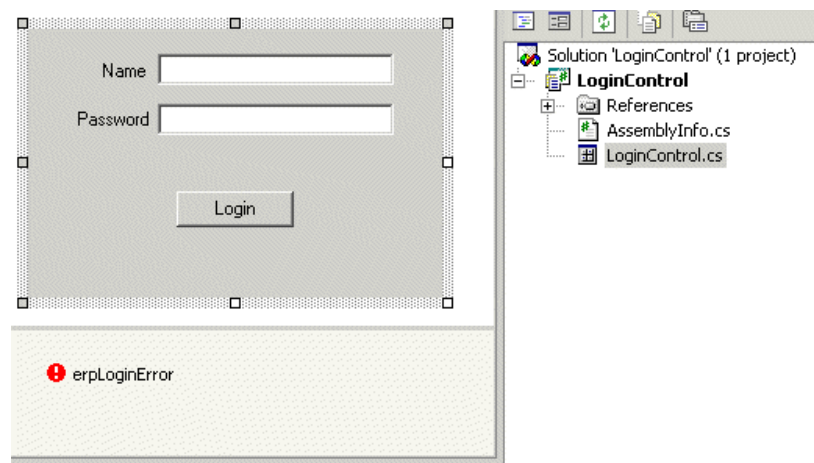 Name
Password
Login
erpLoginError
Solution 'LoginControl' (1 project)
LoginControl
References
AssemblyInfo.cs
LoginControl.cs